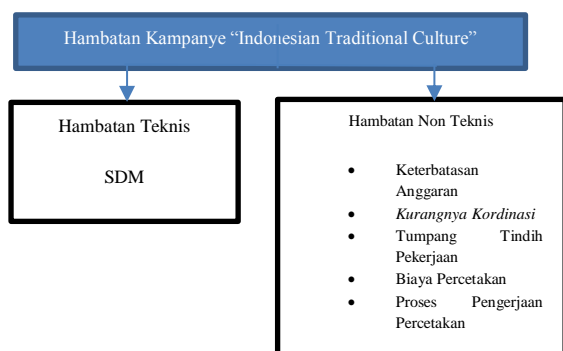 Hambatan Kampanye “Indonesian Traditional Culture”
Hambatan Teknis
SDM
Hambatan Non Teknis
• Keterbatasan
Anggaran
• Kurangnya Kordinasi
• Tumpang Tindih
Pekerjaan
• Biaya Percetakan
• Proses Pengerjaan
Percetakan